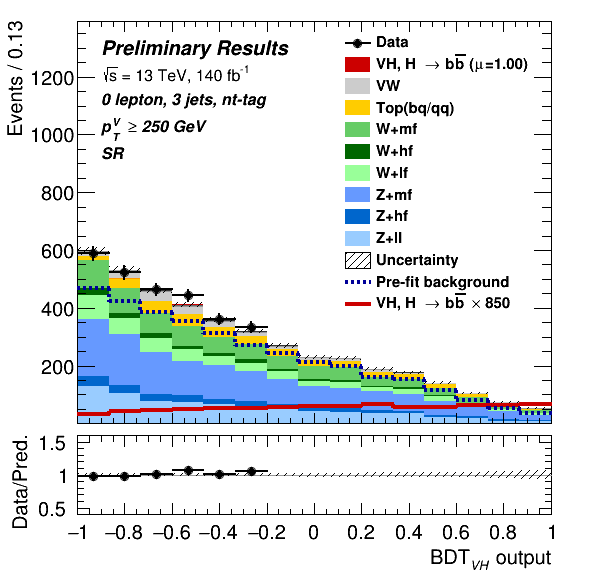 Events / 0.13
1200
1000
800
600
400
200
Preliminary Results
√s = 13 TeV, 140 fb⁻¹
0 lepton, 3 jets, nt-tag
p_T^V ≥ 250 GeV
SR
Data
VH, H → bb̅ (μ=1.00)
VW
Top(bq/qq)
W+mf
W+hf
W+lf
Z+mf
Z+hf
Z+ll
Uncertainty
Pre-fit background
VH, H → bb̅ × 850
Data/Pred.
1.5
1
0.5
−1 −0.8 −0.6 −0.4 −0.2 0 0.2 0.4 0.6 0.8 1
BDT_VH output